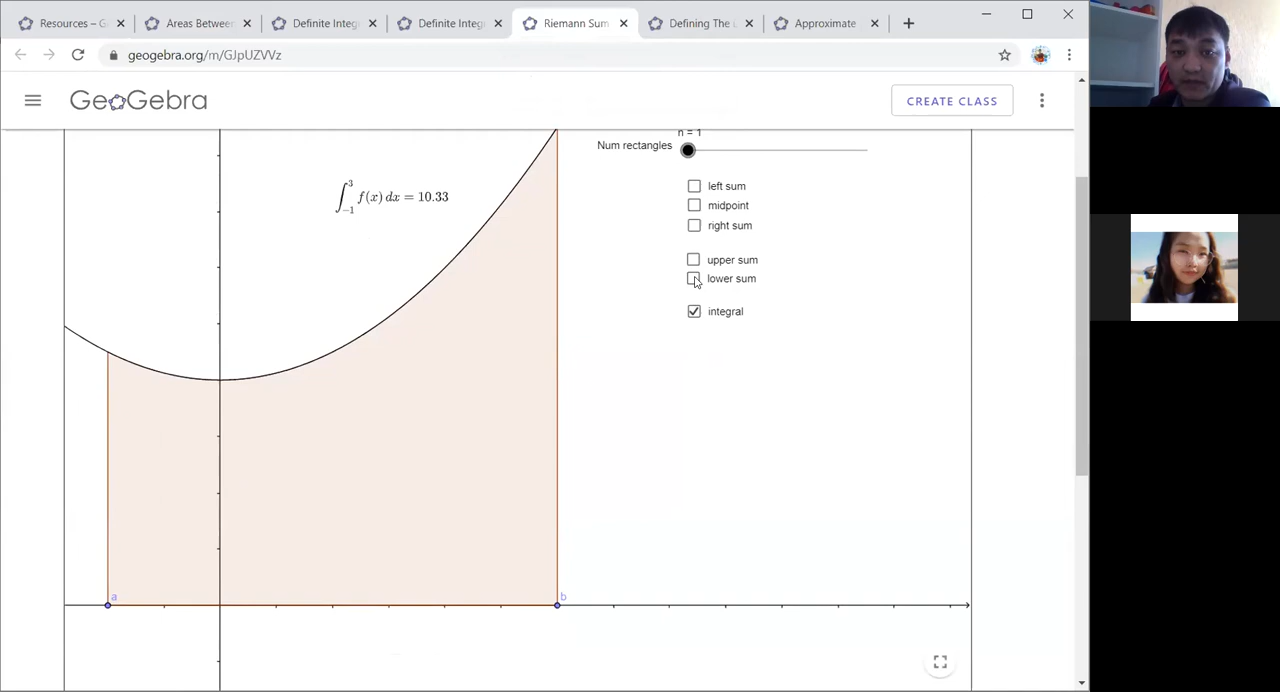 Resources – G
Areas Between
Definite Integ
Definite Integ
Riemann Sum
Defining The L
Approximate
geogebra.org/m/GJpUZVVz
GeoGebra
CREATE CLASS
n = 1
Num rectangles
left sum
midpoint
right sum
upper sum
lower sum
integral
∫₋₁³ f(x) dx = 10.33
a
b